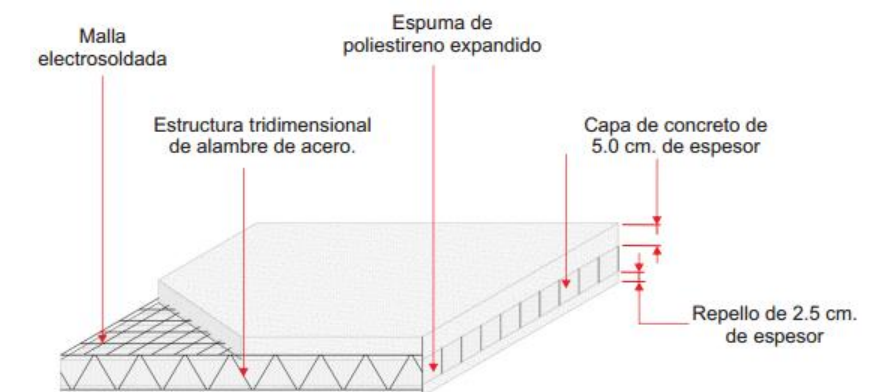 Malla
electrosoldada
Espuma de
poliestireno expandido
Estructura tridimensional
de alambre de acero.
Capa de concreto de
5.0 cm. de espesor
Repello de 2.5 cm.
de espesor